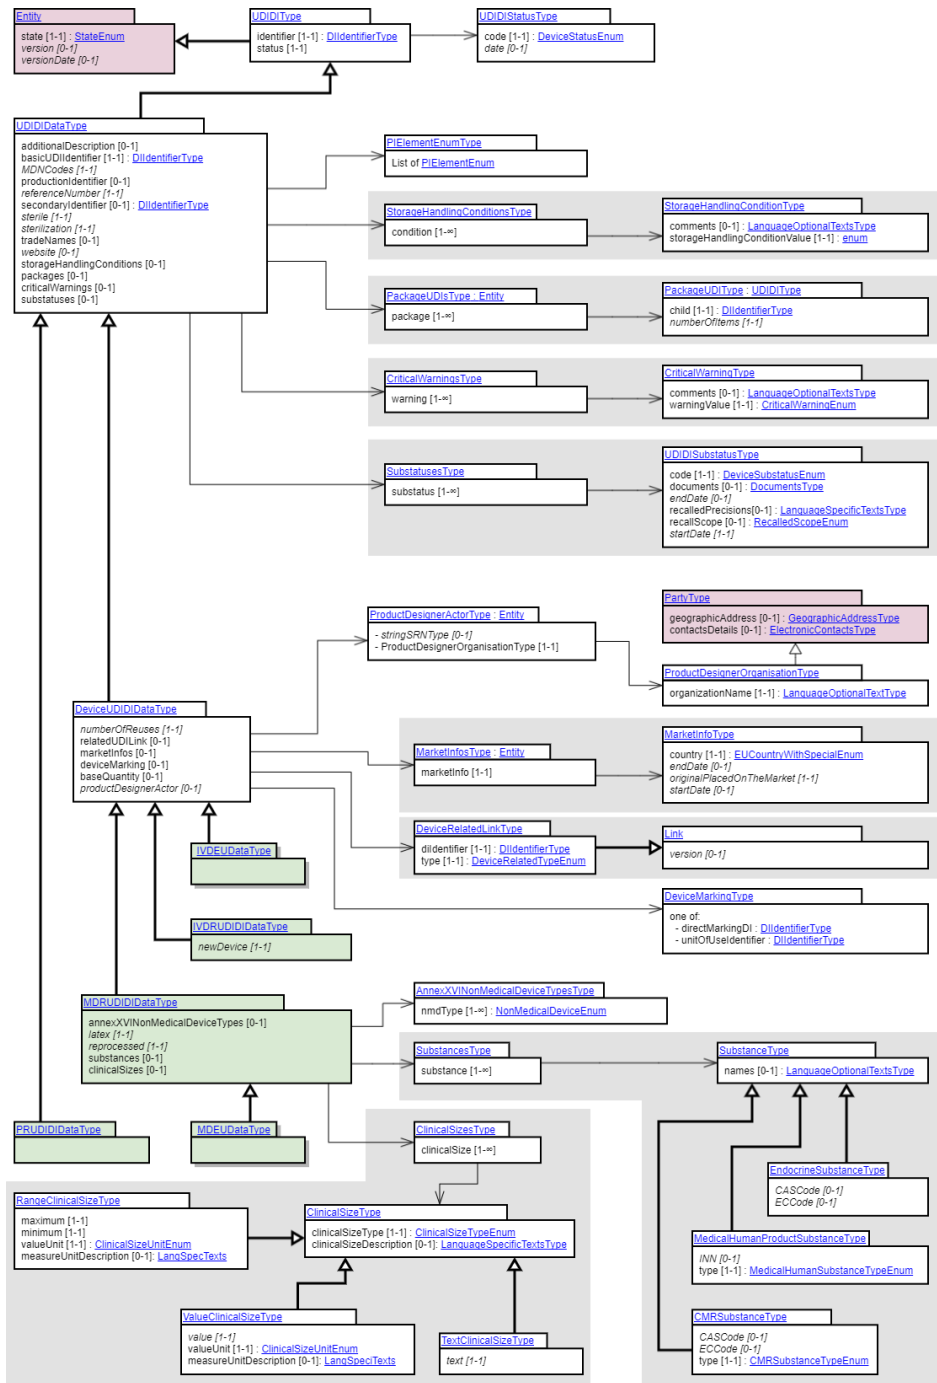 Entity
state [1-1] : StateEnum
version [0-1]
versionDate [0-1]
UDIDIType
identifier [1-1] : DIIdentifierType
status [1-1]
UDIDIStatusType
code [1-1] : DeviceStatusEnum
date [0-1]
UDIDIDataType
additionalDescription [0-1]
basicUDIIdentifier [1-1] : DIIdentifierType
MDNCodes [1-1]
productionIdentifier [0-1]
referenceNumber [1-1]
secondaryIdentifier [0-1] : DIIdentifierType
sterile [1-1]
sterilization [1-1]
tradeNames [0-1]
website [0-1]
storageHandlingConditions [0-1]
packages [0-1]
criticalWarnings [0-1]
substatuses [0-1]
PIElementEnumType
List of PIElementEnum
StorageHandlingConditionsType
condition [1-∞]
StorageHandlingConditionType
comments [0-1] : LanguageOptionalTextsType
storageHandlingConditionValue [1-1] : enum
PackageUDIsType : Entity
package [1-∞]
PackageUDIType : UDIDIType
child [1-1] : DIIdentifierType
numberOfItems [1-1]
CriticalWarningsType
warning [1-∞]
CriticalWarningType
comments [0-1] : LanguageOptionalTextsType
warningValue [1-1] : CriticalWarningEnum
SubstatusesType
substatus [1-∞]
UDIDISubstatusType
code [1-1] : DeviceSubstatusEnum
documents [0-1] : DocumentsType
endDate [0-1]
recalledPrecisions[0-1] : LanguageSpecificTextsType
recallScope [0-1] : RecalledScopeEnum
startDate [1-1]
ProductDesignerActorType : Entity
- stringSRNType [0-1]
- ProductDesignerOrganisationType [1-1]
PartyType
geographicAddress [0-1] : GeographicAddressType
contactsDetails [0-1] : ElectronicContactsType
ProductDesignerOrganisationType
organizationName [1-1] : LanguageOptionalTextType
DeviceUDIDIDataType
numberOfReuses [1-1]
relatedUDILink [0-1]
marketInfos [0-1]
deviceMarking [0-1]
baseQuantity [0-1]
productDesignerActor [0-1]
MarketInfosType : Entity
marketInfo [1-1]
MarketInfoType
country [1-1] : EUCountryWithSpecialEnum
endDate [0-1]
originalPlacedOnTheMarket [1-1]
startDate [0-1]
DeviceRelatedLinkType
diIdentifier [1-1] : DIIdentifierType
type [1-1] : DeviceRelatedTypeEnum
Link
version [0-1]
IVDEUDataType
DeviceMarkingType
one of:
- directMarkingDI : DIIdentifierType
- unitOfUseIdentifier : DIIdentifierType
IVDRUDIDIDataType
newDevice [1-1]
MDRUDIDIDataType
annexXVINonMedicalDeviceTypes [0-1]
latex [1-1]
reprocessed [1-1]
substances [0-1]
clinicalSizes [0-1]
AnnexXVINonMedicalDeviceTypesType
nmdType [1-∞] : NonMedicalDeviceEnum
SubstancesType
substance [1-∞]
SubstanceType
names [0-1] : LanguageOptionalTextsType
PRUDIDIDataType
MDEUDataType
ClinicalSizesType
clinicalSize [1-∞]
EndocrineSubstanceType
CASCode [0-1]
ECCode [0-1]
RangeClinicalSizeType
maximum [1-1]
minimum [1-1]
valueUnit [1-1] : ClinicalSizeUnitEnum
measureUnitDescription [0-1]: LangSpecTexts
ClinicalSizeType
clinicalSizeType [1-1] : ClinicalSizeTypeEnum
clinicalSizeDescription [0-1]: LanguageSpecificTextsType
MedicalHumanProductSubstanceType
INN [0-1]
type [1-1] : MedicalHumanSubstanceTypeEnum
ValueClinicalSizeType
value [1-1]
valueUnit [1-1] : ClinicalSizeUnitEnum
measureUnitDescription [0-1]: LangSpeciTexts
TextClinicalSizeType
text [1-1]
CMRSubstanceType
CASCode [0-1]
ECCode [0-1]
type [1-1] : CMRSubstanceTypeEnum